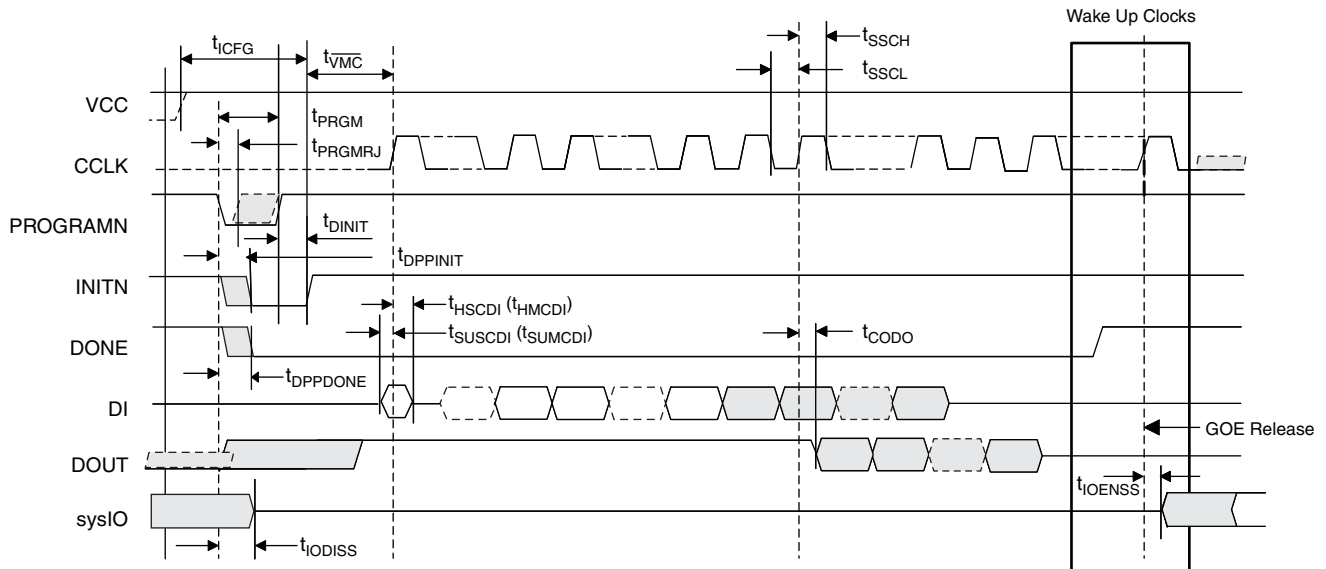 Wake Up Clocks
tICFG
tVMC
tSSCH
tSSCL
VCC
tPRGM
tPRGMRJ
CCLK
PROGRAMN
tDINIT
tDPPINIT
INITN
tHSCDI (tHMCDI)
tSUSCDI (tSUMCDI)
tCODO
DONE
tDPPDONE
DI
GOE Release
DOUT
tIOENSS
sysIO
tIODISS